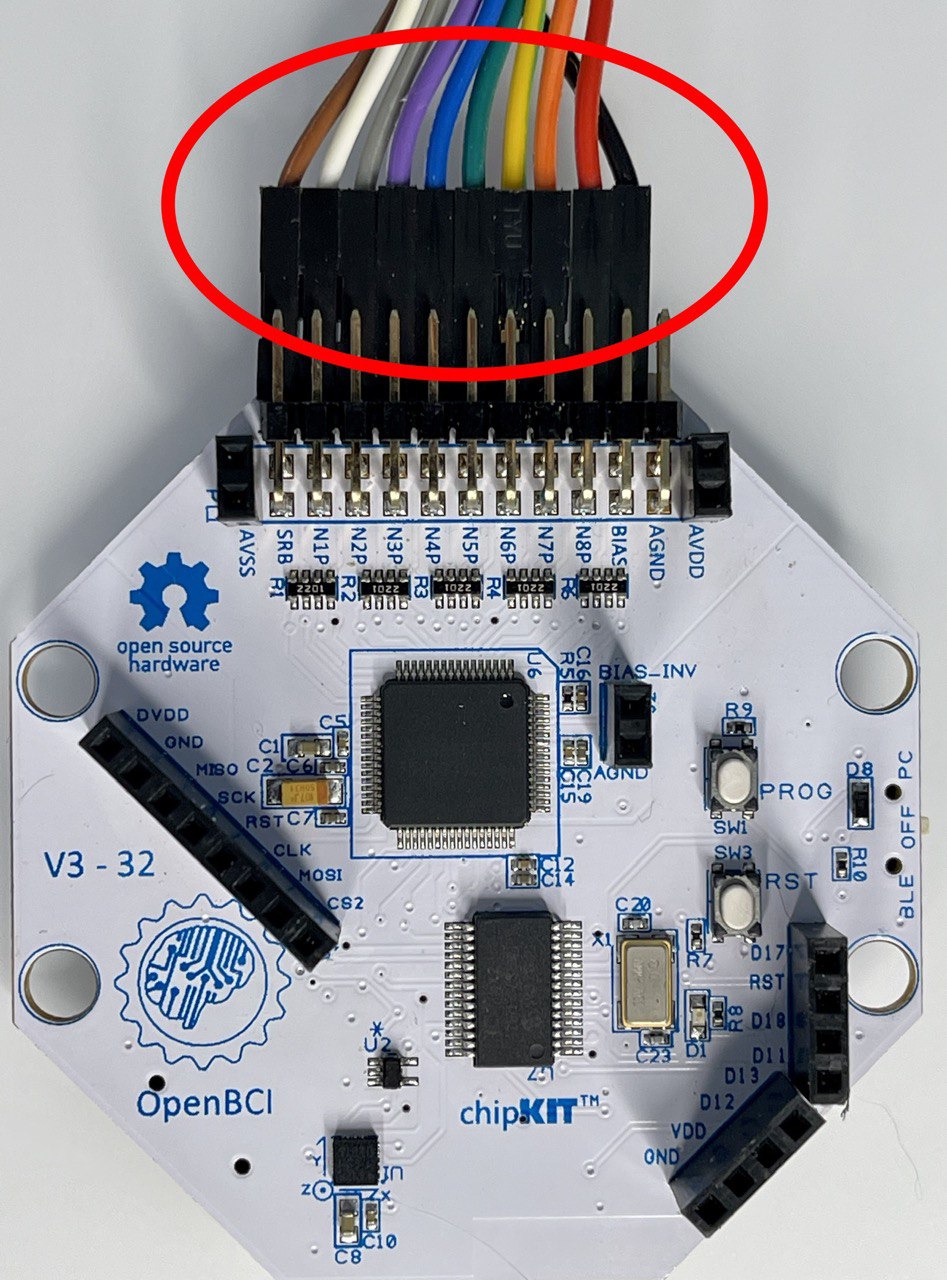 TYU
AVSS
SRB
N1P
N2P
N3P
N4P
N5P
N6P
N7P
N8P
BIAS
AGND
AVDD
R1
R2
R3
R4
R6
1022
2201
2201
2201
2201
open source
hardware
U6
R5
C16
BIAS_INV
DVDD
GND
MISO
SCK
RST
CLK
MOSI
CS2
C5
C1
C2
C6
C7
C15
C19
AGND
R9
PROG
SW1
SW3
RST
D8
PC
OFF
BLE
R10
C12
C14
V3 - 32
C20
X1
R7
R8
D1
C23
D17
RST
D18
D11
D13
D12
VDD
GND
*
U2
U7
OpenBCI
chipKIT™
Y
Z
X
U1
C8
C10